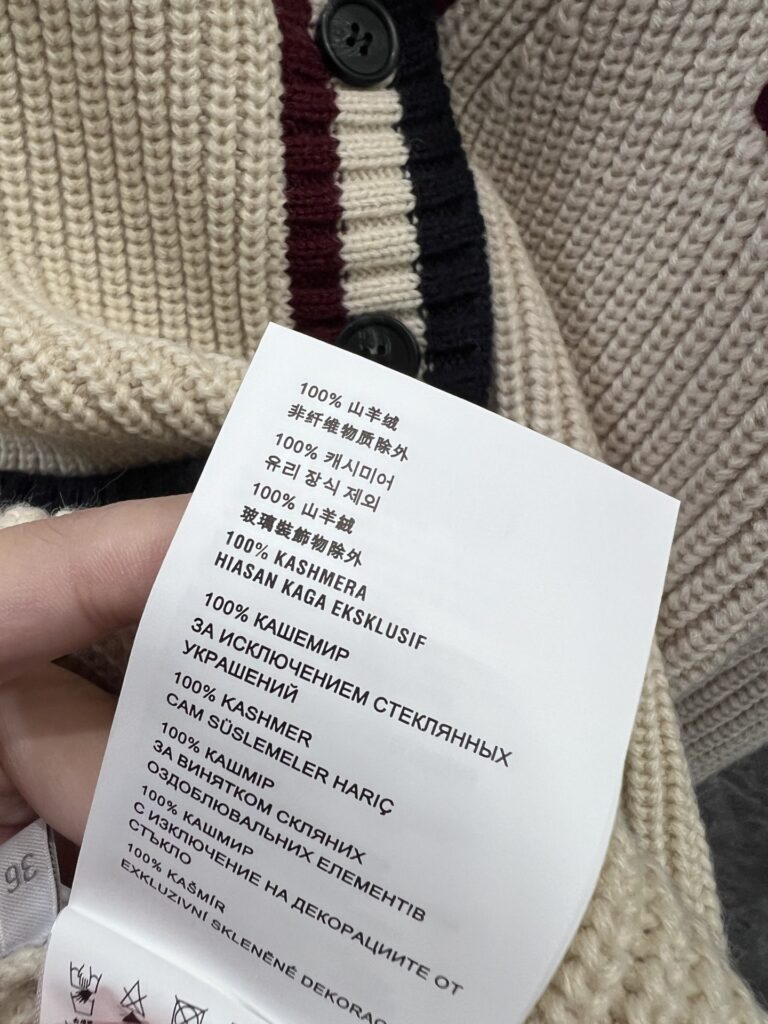 100% 山羊绒
非纤维物质除外
100% 캐시미어
유리 장식 제외
100% 山羊絨
玻璃裝飾物除外
100% KASHMERA
HIASAN KAGA EKSKLUSIF
100% КАШЕМИР
ЗА ИСКЛЮЧЕНИЕМ СТЕКЛЯННЫХ
УКРАШЕНИЙ
100% KASHMER
CAM SÜSLEMELER HARIÇ
100% КАШМІР
ЗА ВИНЯТКОМ СКЛЯНИХ
ОЗДОБЛЮВАЛЬНИХ ЕЛЕМЕНТІВ
100% КАШМИР
С ИЗКЛЮЧЕНИЕ НА ДЕКОРАЦИИТЕ ОТ
СТЪКЛО
100% KAŠMÍR
EXKLUZIVNÍ SKLENĚNÉ DEKORAC
36